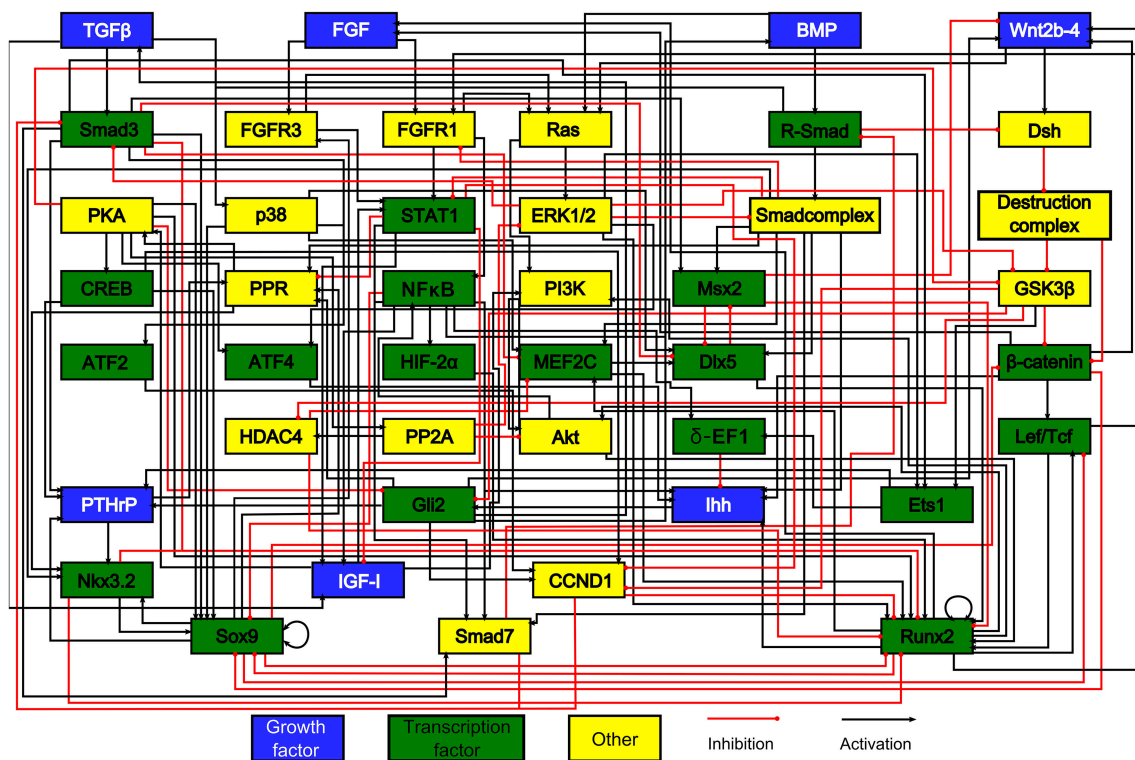 TGFβ
FGF
BMP
Wnt2b-4
Smad3
FGFR3
FGFR1
Ras
R-Smad
Dsh
PKA
p38
STAT1
ERK1/2
Smadcomplex
Destruction
complex
CREB
PPR
NFκB
PI3K
Msx2
GSK3β
ATF2
ATF4
HIF-2α
MEF2C
Dlx5
β-catenin
HDAC4
PP2A
Akt
δ-EF1
Lef/Tcf
PTHrP
Gli2
Ihh
Ets1
Nkx3.2
IGF-I
CCND1
Sox9
Smad7
Runx2
Growth
factor
Transcription
factor
Other
Inhibition
Activation